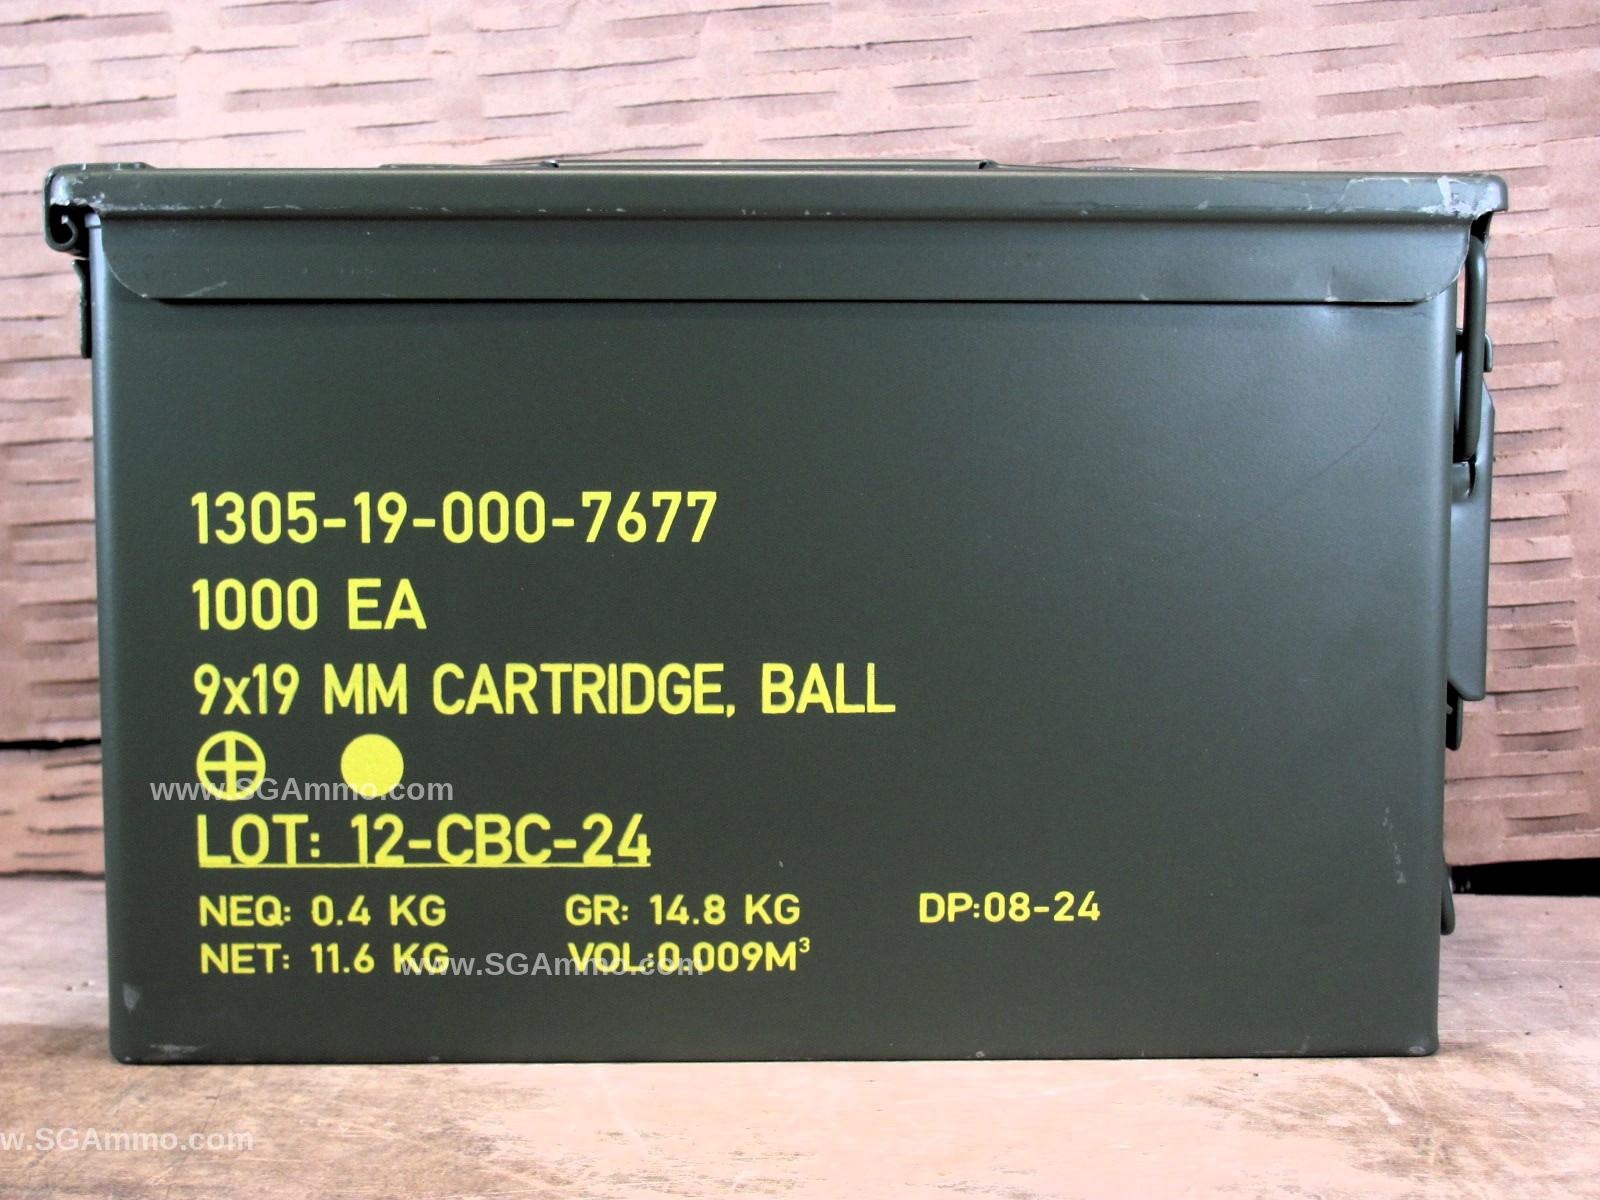 1305-19-000-7677
1000 EA
9x19 MM CARTRIDGE, BALL
www.SGAmmo.com
LOT: 12-CBC-24
NEQ: 0.4 KG GR: 14.8 KG DP:08-24
NET: 11.6 KG VOL:0.009M³
www.SGAmmo.com
w.SGAmmo.com